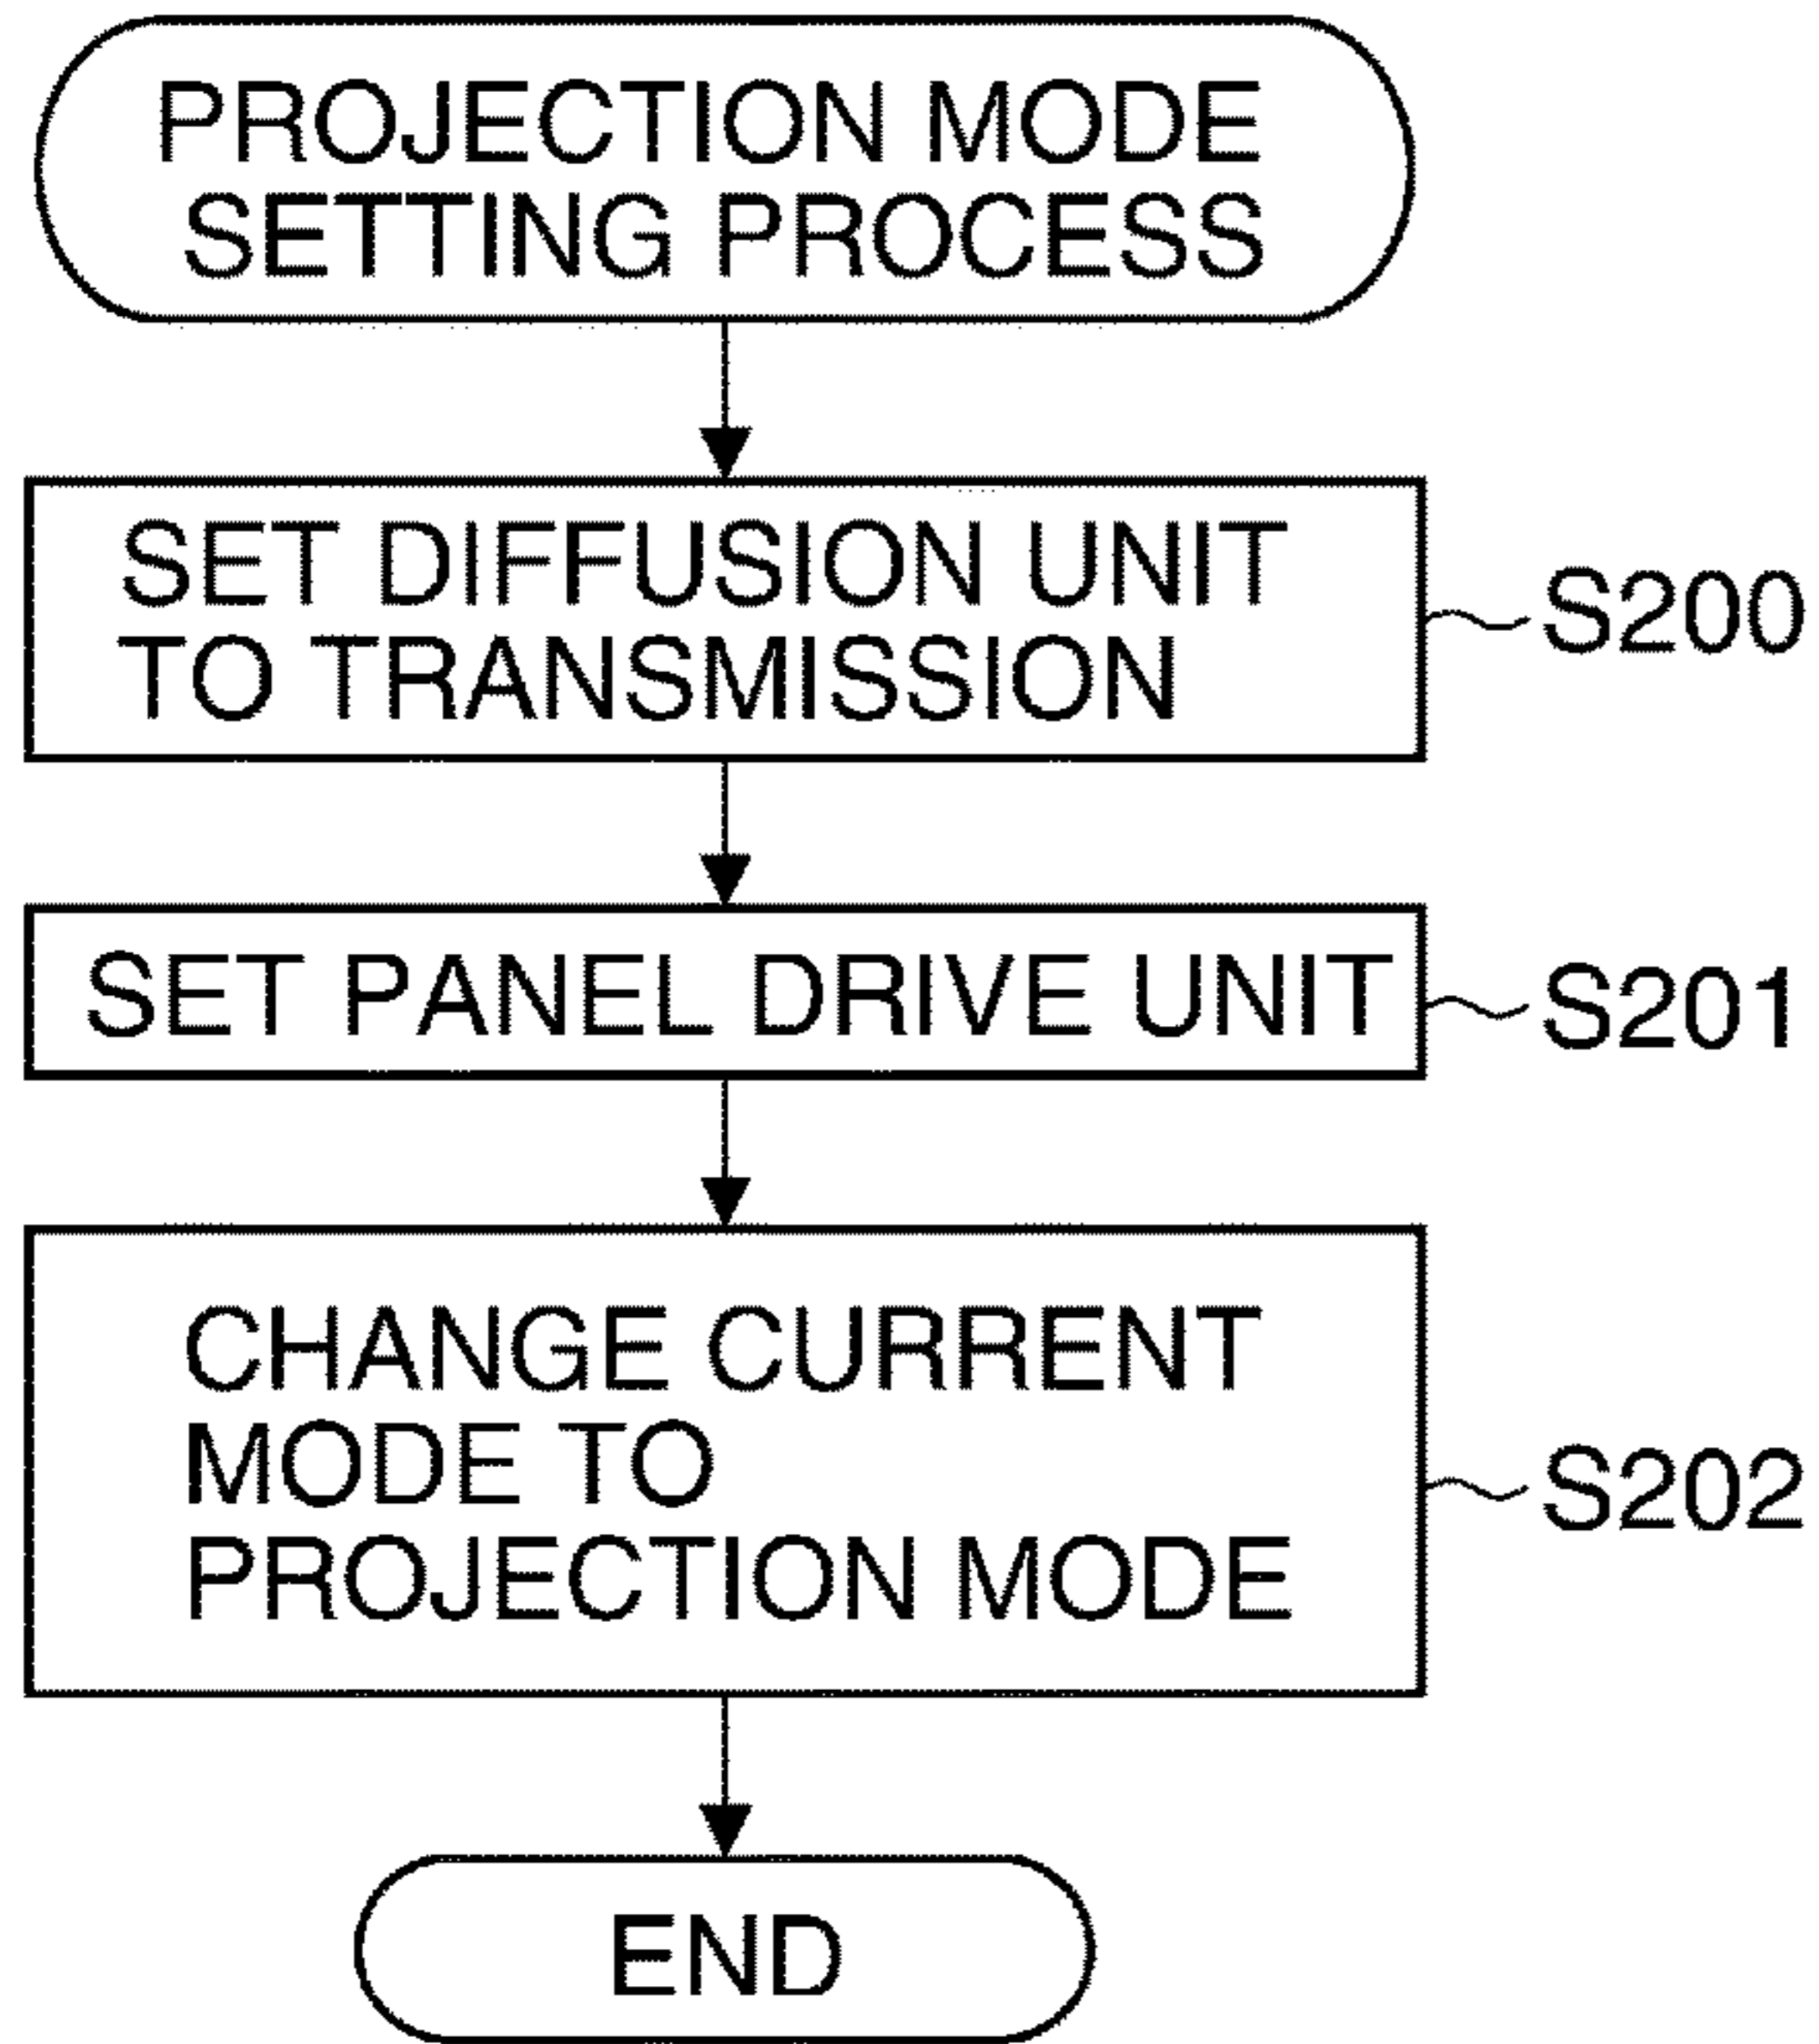 PROJECTION MODE
SETTING PROCESS
SET DIFFUSION UNIT
TO TRANSMISSION
S200
SET PANEL DRIVE UNIT
S201
CHANGE CURRENT
MODE TO
PROJECTION MODE
S202
END